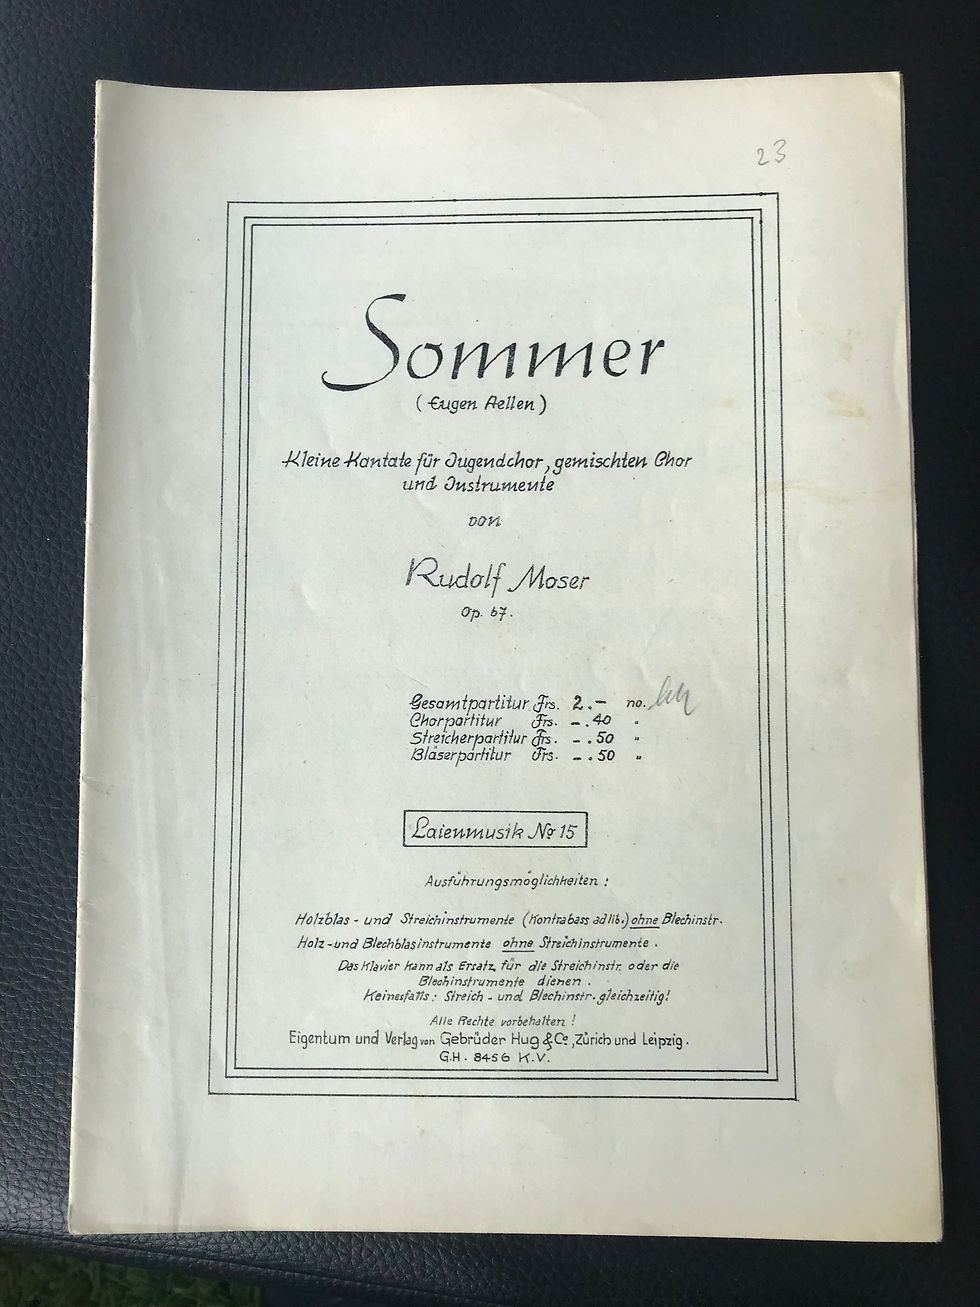 23
Sommer
(Eugen Aellen)
Kleine Kantate für Jugendchor, gemischten Chor
und Instrumente
von
Rudolf Moser
Op. 67.
Gesamtpartitur Frs. 2.– no.
Chorpartitur Frs. –.40 "
Streicherpartitur Frs. –.50 "
Bläserpartitur Frs. –.50 "
Laienmusik No 15
Ausführungsmöglichkeiten :
Holzblas- und Streichinstrumente (Kontrabass ad lib.) ohne Blechinstr.
Holz- und Blechblasinstrumente ohne Streichinstrumente.
Das Klavier kann als Ersatz für die Streichinstr. oder die
Blechinstrumente dienen.
Keinesfalls: Streich- und Blechinstr. gleichzeitig!
Alle Rechte vorbehalten !
Eigentum und Verlag von Gebrüder Hug & Co, Zürich und Leipzig.
G.H. 8456 K.V.